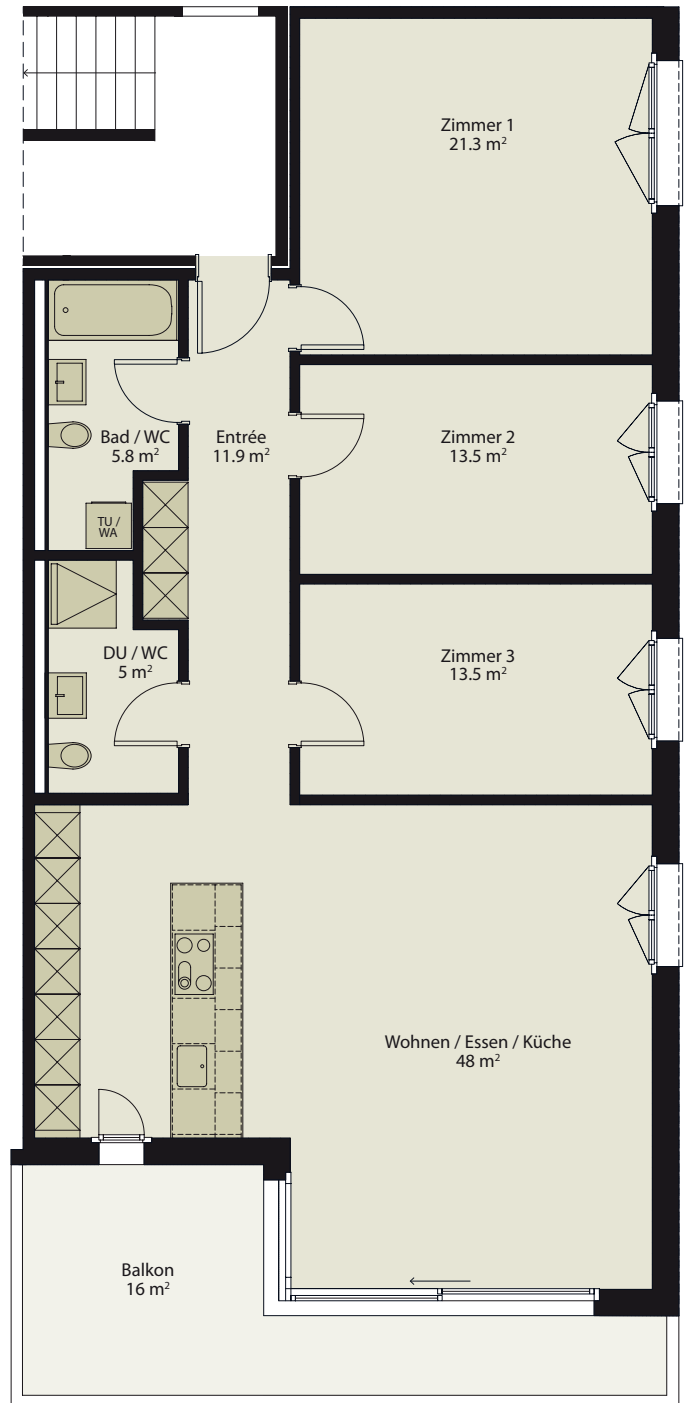 Zimmer 1
21.3 m²
Bad / WC
5.8 m²
Entrée
11.9 m²
Zimmer 2
13.5 m²
TU /
WA
DU / WC
5 m²
Zimmer 3
13.5 m²
Wohnen / Essen / Küche
48 m²
Balkon
16 m²